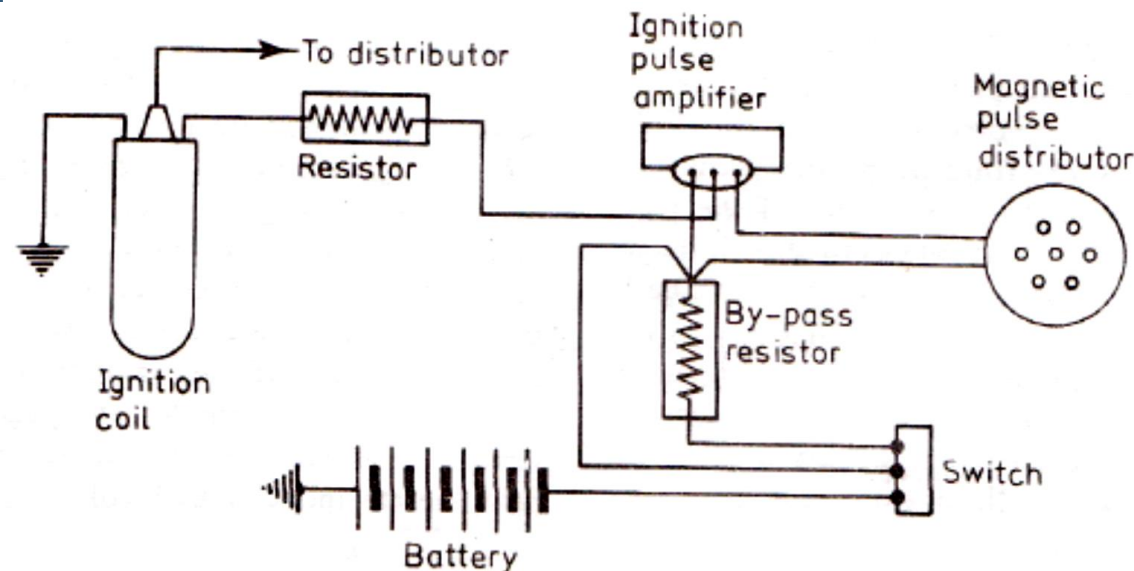 To distributor
Resistor
Ignition
pulse
amplifier
Magnetic
pulse
distributor
By-pass
resistor
Ignition
coil
Switch
Battery